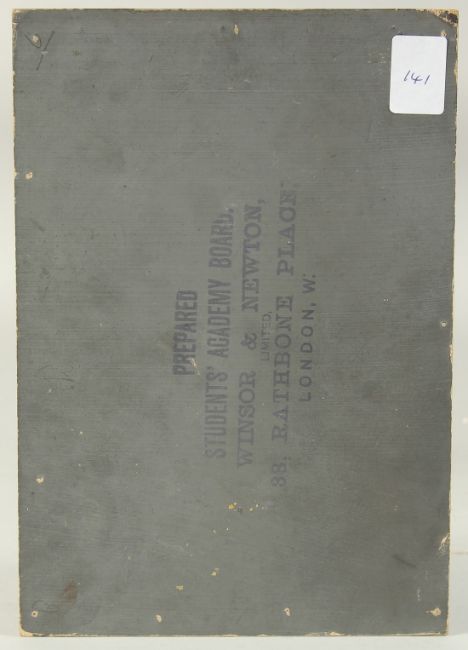 141
PREPARED
STUDENTS' ACADEMY BOARD.
WINSOR & NEWTON,
LIMITED,
38, RATHBONE PLACE,
LONDON, W.